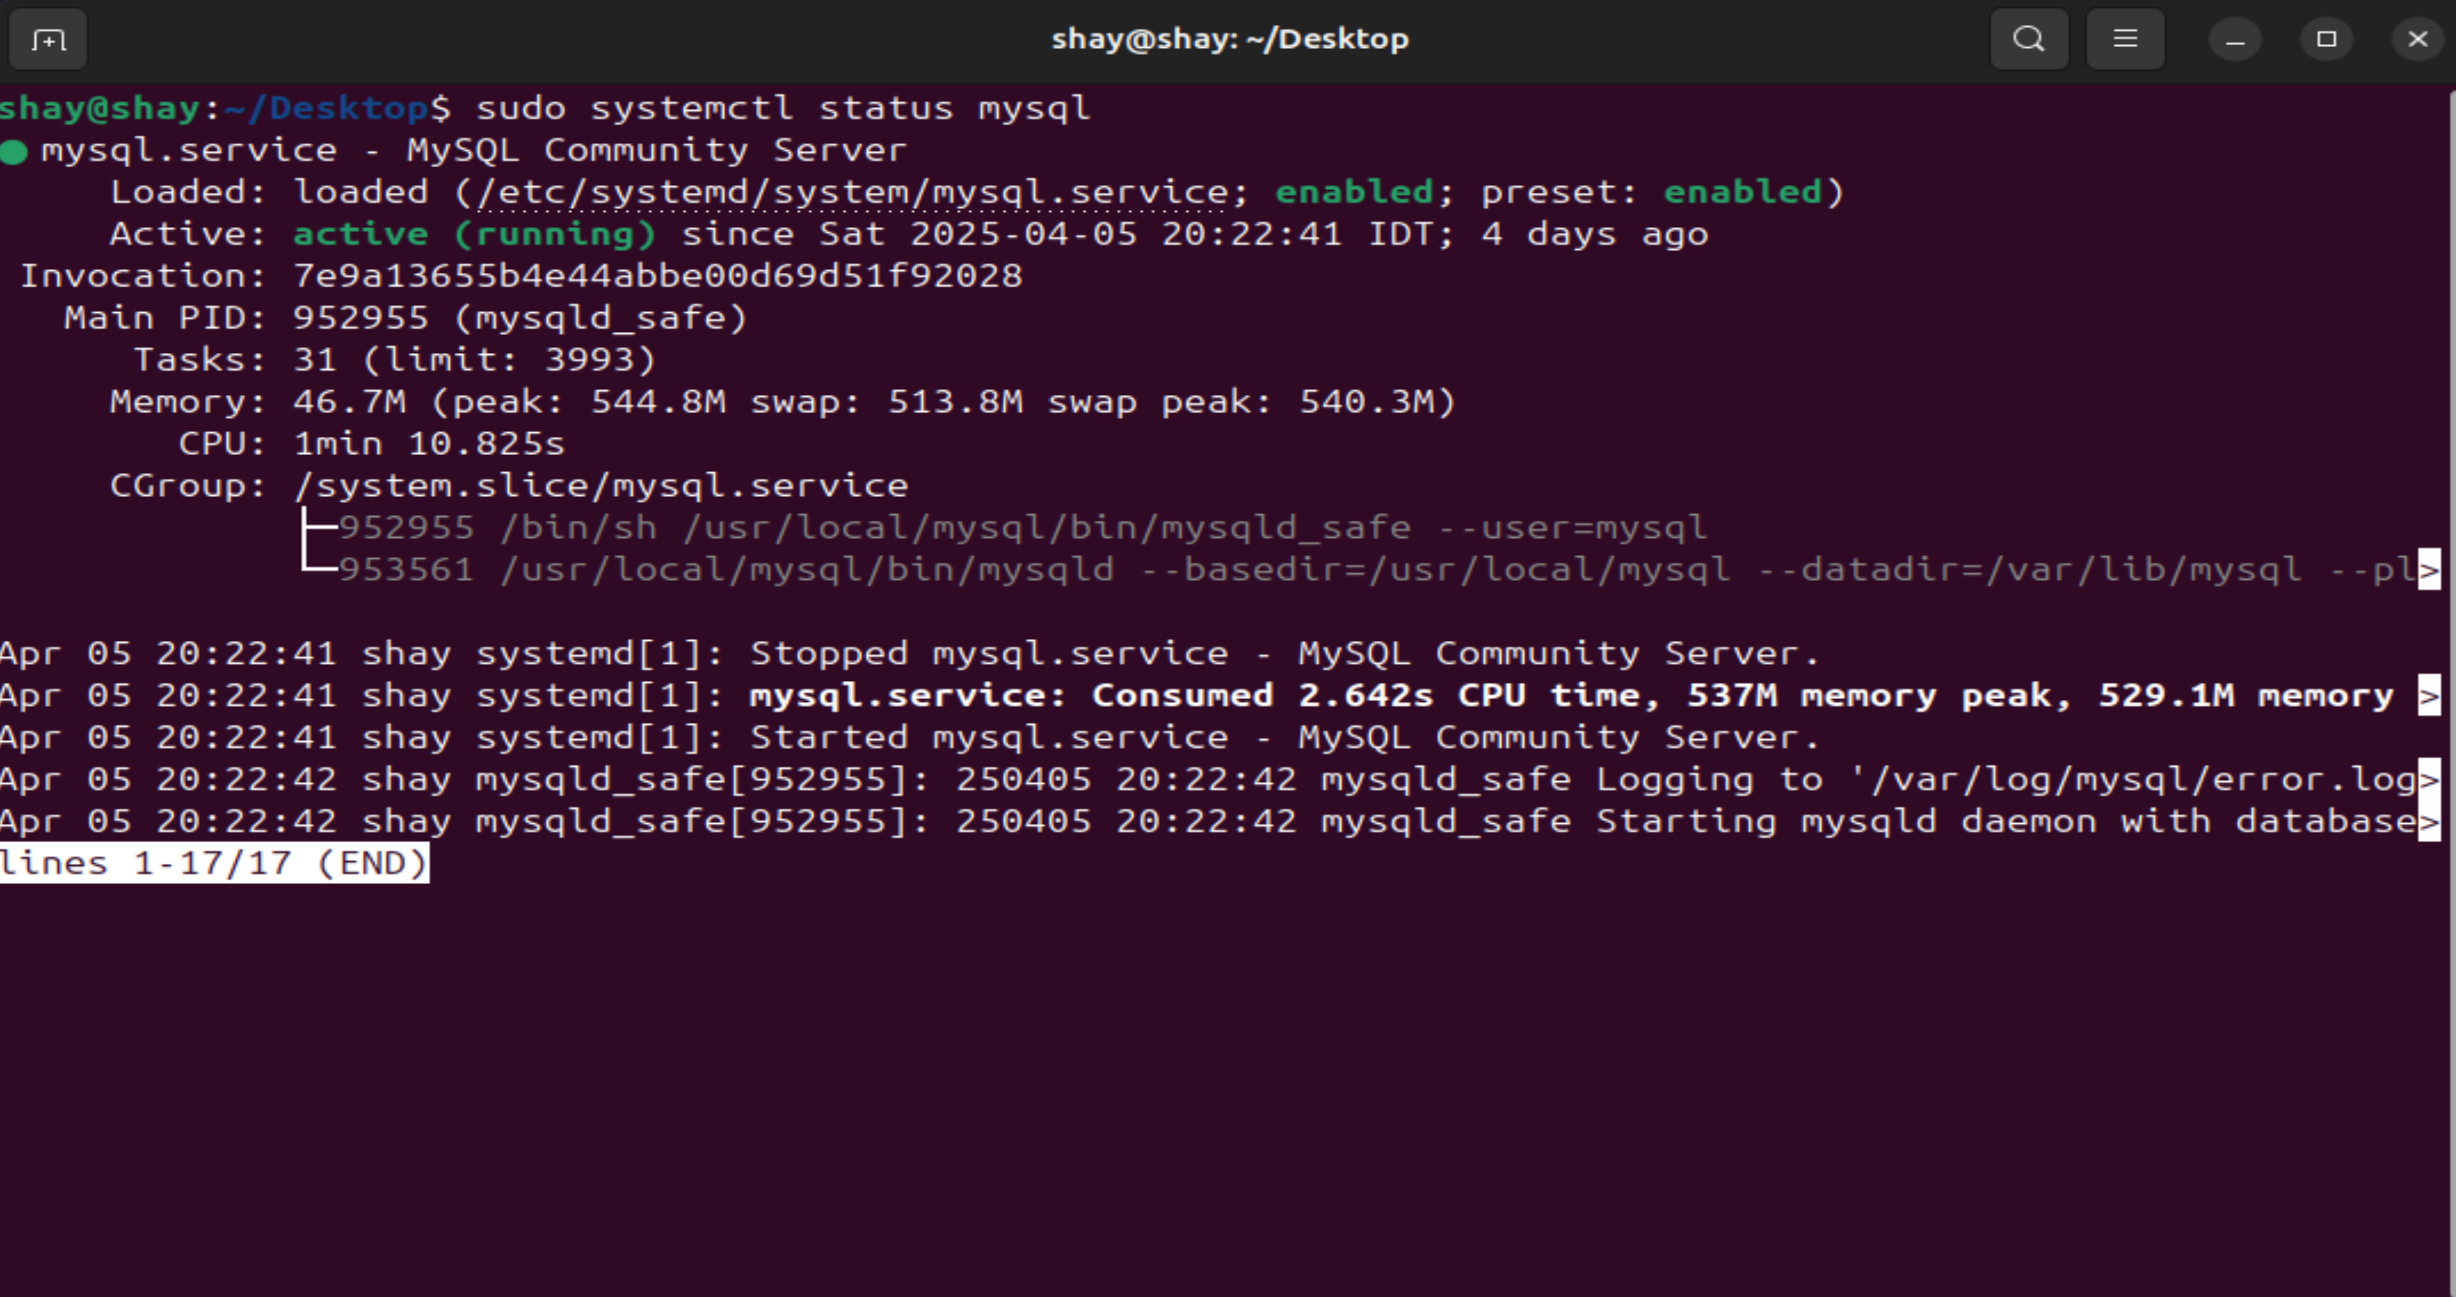 shay@shay: ~/Desktop
shay@shay:~/Desktop$ sudo systemctl status mysql
● mysql.service - MySQL Community Server
     Loaded: loaded (/etc/systemd/system/mysql.service; enabled; preset: enabled)
     Active: active (running) since Sat 2025-04-05 20:22:41 IDT; 4 days ago
 Invocation: 7e9a13655b4e44abbe00d69d51f92028
   Main PID: 952955 (mysqld_safe)
      Tasks: 31 (limit: 3993)
     Memory: 46.7M (peak: 544.8M swap: 513.8M swap peak: 540.3M)
        CPU: 1min 10.825s
     CGroup: /system.slice/mysql.service
             ├─952955 /bin/sh /usr/local/mysql/bin/mysqld_safe --user=mysql
             └─953561 /usr/local/mysql/bin/mysqld --basedir=/usr/local/mysql --datadir=/var/lib/mysql --pl>

Apr 05 20:22:41 shay systemd[1]: Stopped mysql.service - MySQL Community Server.
Apr 05 20:22:41 shay systemd[1]: mysql.service: Consumed 2.642s CPU time, 537M memory peak, 529.1M memory >
Apr 05 20:22:41 shay systemd[1]: Started mysql.service - MySQL Community Server.
Apr 05 20:22:42 shay mysqld_safe[952955]: 250405 20:22:42 mysqld_safe Logging to '/var/log/mysql/error.log>
Apr 05 20:22:42 shay mysqld_safe[952955]: 250405 20:22:42 mysqld_safe Starting mysqld daemon with database>
lines 1-17/17 (END)